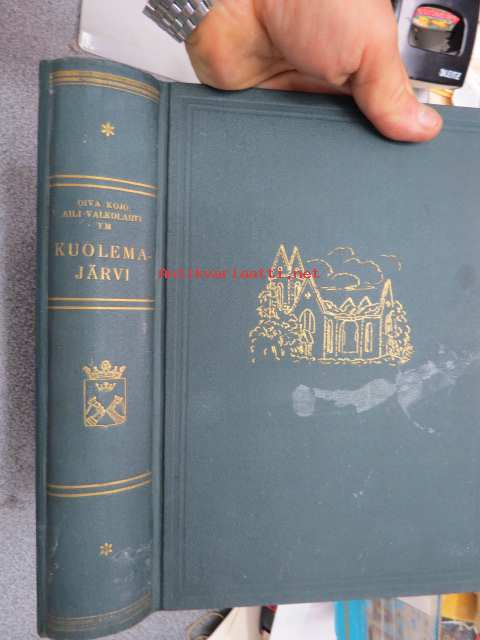 OIVA KOJO
AILI VALKOLAHTI
YM
KUOLEMA-
JÄRVI
Antikvariaatti.net